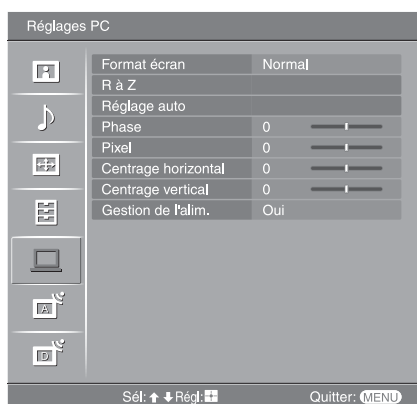 Réglages PC
Format écran Normal
R à Z
Réglage auto
Phase 0
Pixel 0
Centrage horizontal 0
Centrage vertical 0
Gestion de l'alim. Oui
A
D
Sél: Régl: Quitter: MENU